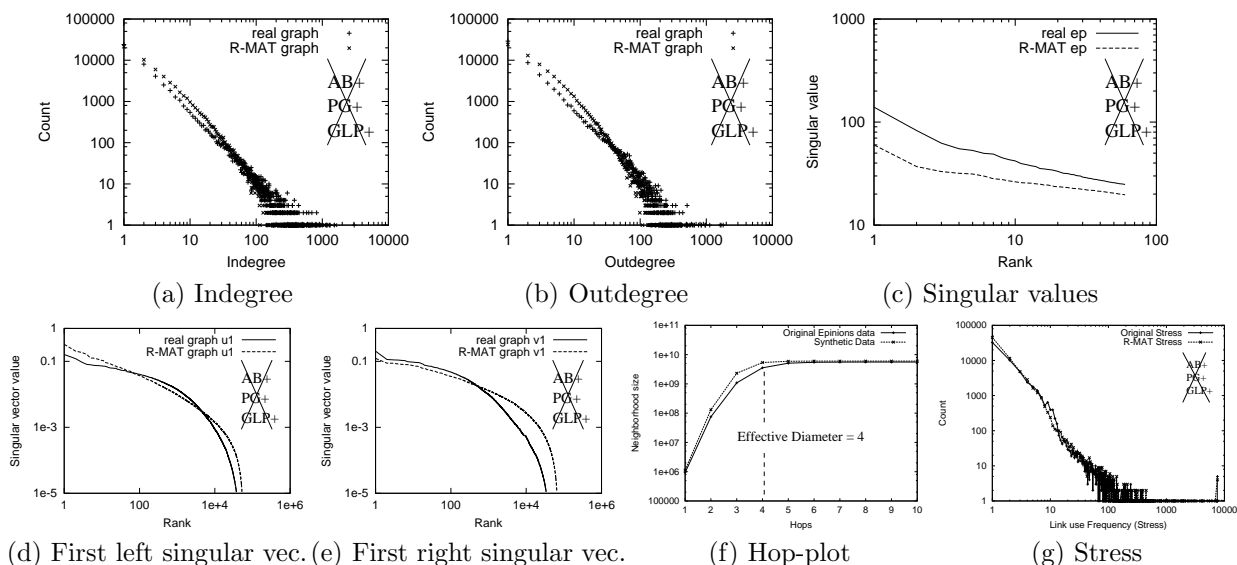 100000
10000
1000
100
10
1
1 10 100 1000 10000
Count
Indegree
real graph
R-MAT graph
AB+
PG+
GLP+
(a) Indegree
100000
10000
1000
100
10
1
1 10 100 1000 10000
Count
Outdegree
real graph
R-MAT graph
AB+
PG+
GLP+
(b) Outdegree
1000
100
10
1 10 100
Singular value
Rank
real ep
R-MAT ep
AB+
PG+
GLP+
(c) Singular values
1
0.1
1e-3
1e-5
1 100 1e+4 1e+6
Singular vector value
Rank
real graph u1
R-MAT graph u1
AB+
PG+
GLP+
(d) First left singular vec.
1
0.1
1e-3
1e-5
1 100 1e+4 1e+6
Singular vector value
Rank
real graph v1
R-MAT graph v1
AB+
PG+
GLP+
(e) First right singular vec.
1e+11
1e+10
1e+09
1e+08
1e+07
1e+06
100000
1 2 3 4 5 6 7 8 9 10
Neighborhood size
Hops
Original Epinions data
Synthetic Data
Effective Diameter = 4
(f) Hop-plot
100000
10000
1000
100
10
1
1 10 100 1000 10000
Count
Link use Frequency (Stress)
Original Stress
R-MAT Stress
AB+
PG+
GLP+
(g) Stress